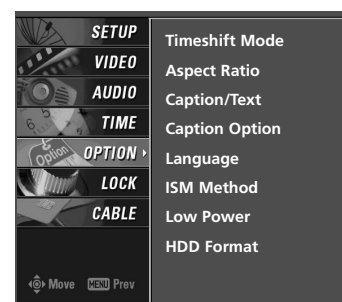 SETUP
VIDEO
AUDIO
TIME
OPTION
LOCK
CABLE
Move MENU Prev
Timeshift Mode
Aspect Ratio
Caption/Text
Caption Option
Language
ISM Method
Low Power
HDD Format